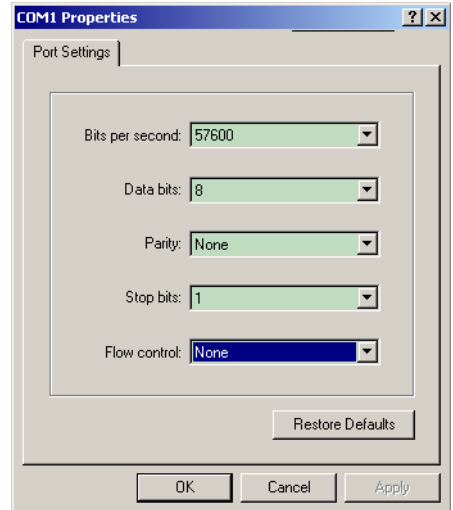 COM1 Properties
Port Settings
Bits per second: 57600
Data bits: 8
Parity: None
Stop bits: 1
Flow control: None
Restore Defaults
OK Cancel Apply